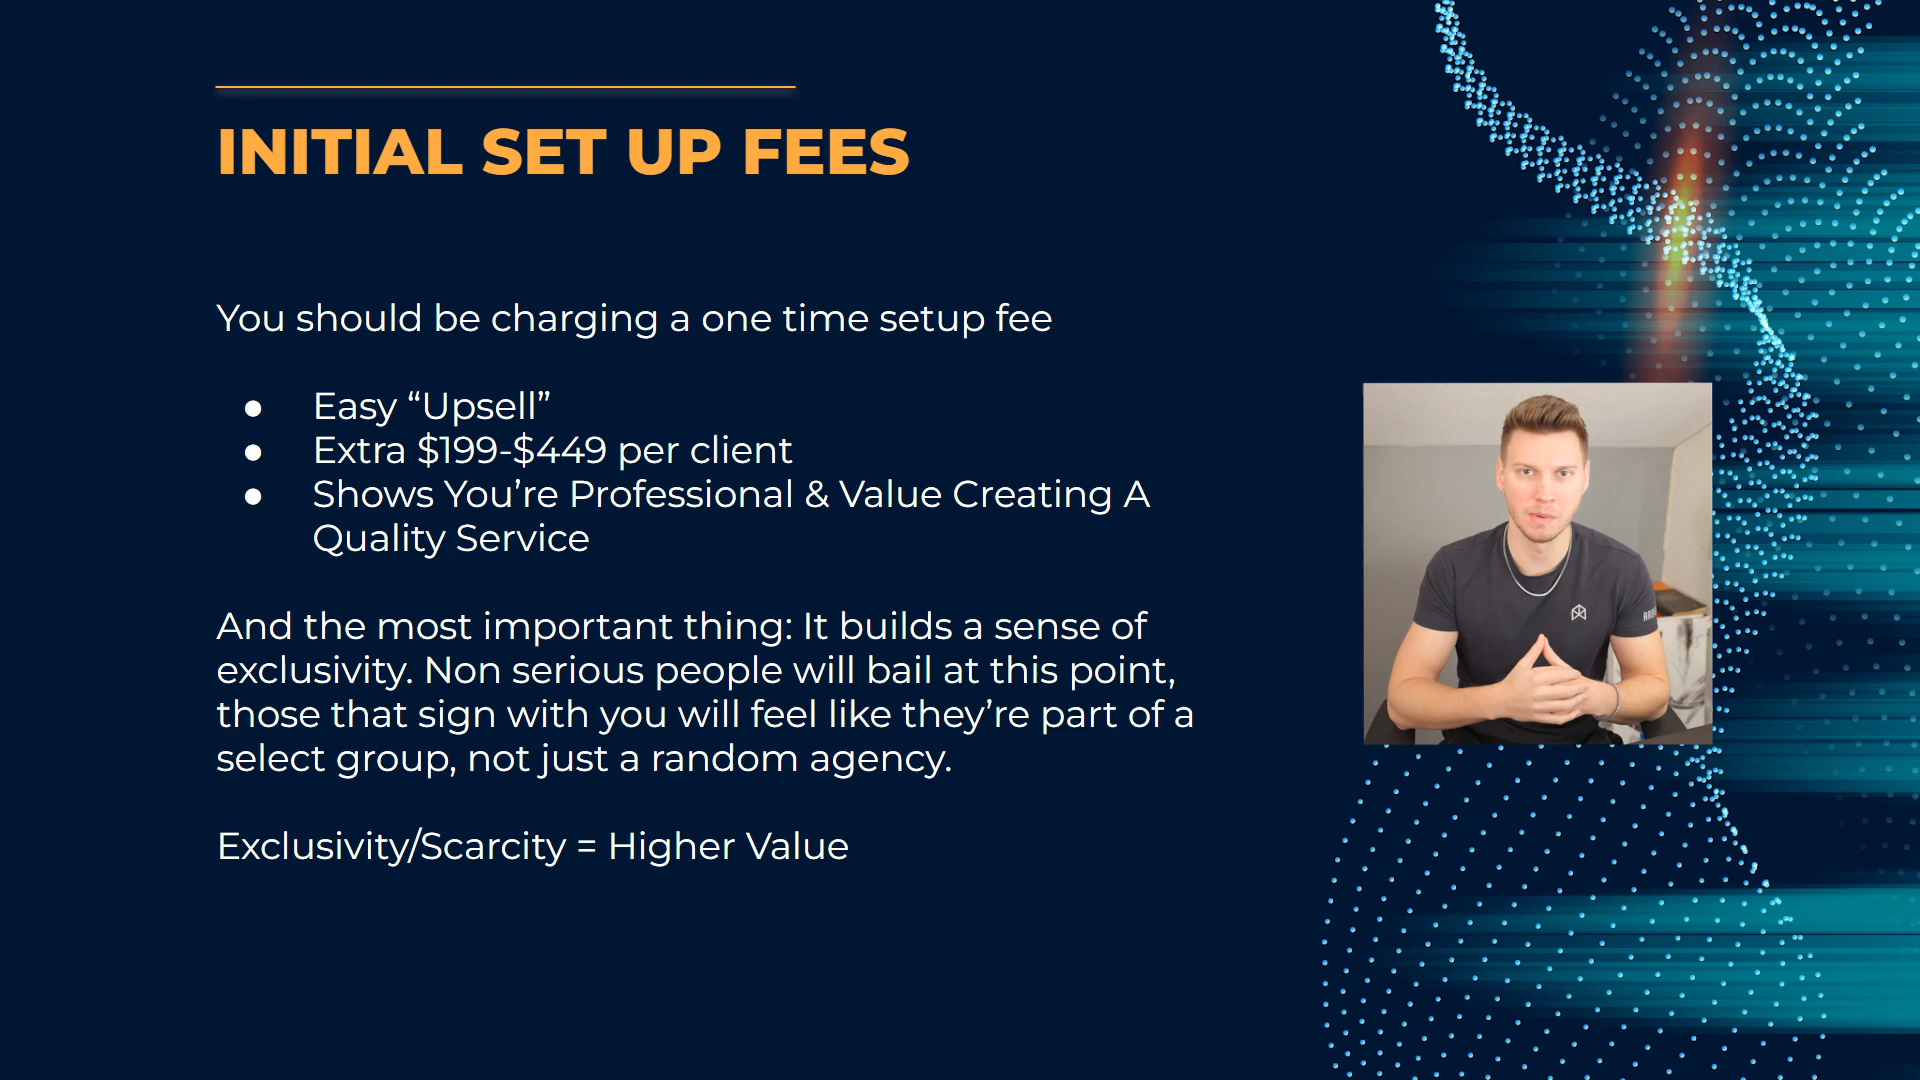 INITIAL SET UP FEES
You should be charging a one time setup fee
● Easy “Upsell”
● Extra $199-$449 per client
● Shows You’re Professional & Value Creating A
Quality Service
And the most important thing: It builds a sense of
exclusivity. Non serious people will bail at this point,
those that sign with you will feel like they’re part of a
select group, not just a random agency.
Exclusivity/Scarcity = Higher Value